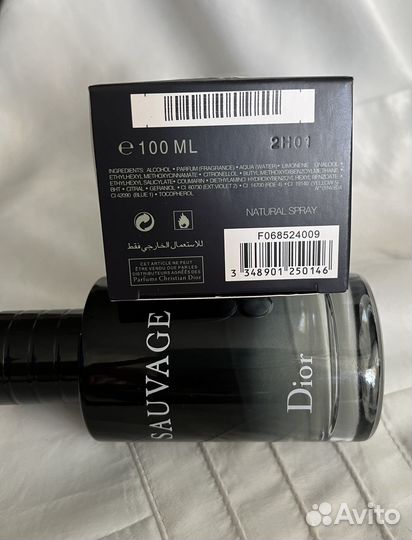 ℮ 100 ML
2H01
INGREDIENTS: ALCOHOL • PARFUM (FRAGRANCE) • AQUA (WATER) • LIMONENE • LINALOOL
• ETHYLHEXYL METHOXYCINNAMATE • CITRONELLOL • BUTYL METHOXYDIBENZOYLMETHANE
• ETHYLHEXYL SALICYLATE • COUMARIN • DIETHYLAMINO HYDROXYBENZOYL HEXYL BENZOATE
BHT • CITRAL • GERANIOL • CI 60730 (EXT. VIOLET 2) • CI 14700 (RED 4) • CI 19140 (YELLOW 5)
CI 42090 (BLUE 1) • TOCOPHEROL
NATURAL SPRAY
F068524009
للاستعمال الخارجي فقط
CET ARTICLE NE PEUT
ÊTRE VENDU QUE PAR LES
DISTRIBUTEURS AGRÉÉS DES
Parfums Christian Dior
3 348901 250146
SAUVAGE
Dior
Avito